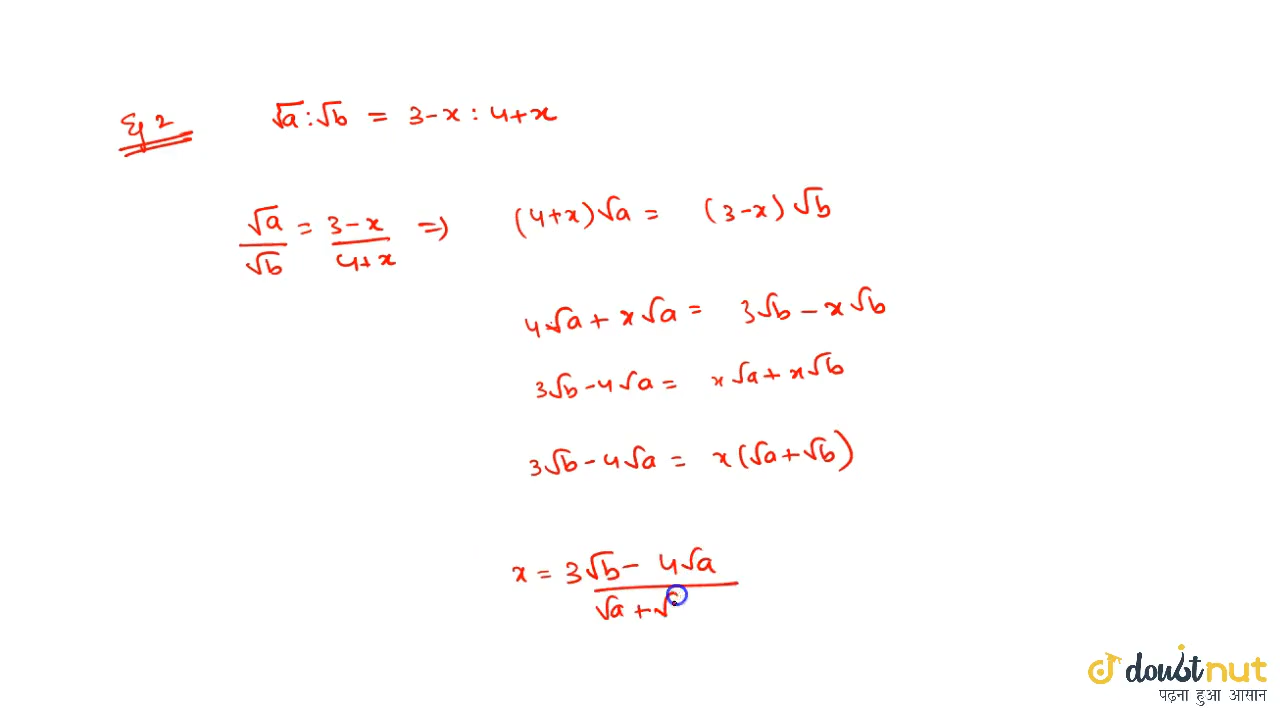 Eg 2 √a : √b = 3-x : 4+x
√a/√b = 3-x/4+x => (4+x)√a = (3-x)√b
4√a + x√a = 3√b - x√b
3√b - 4√a = x√a + x√b
3√b - 4√a = x(√a + √b)
x = 3√b - 4√a
√a + √
doubtnut
पढ़ना हुआ आसान